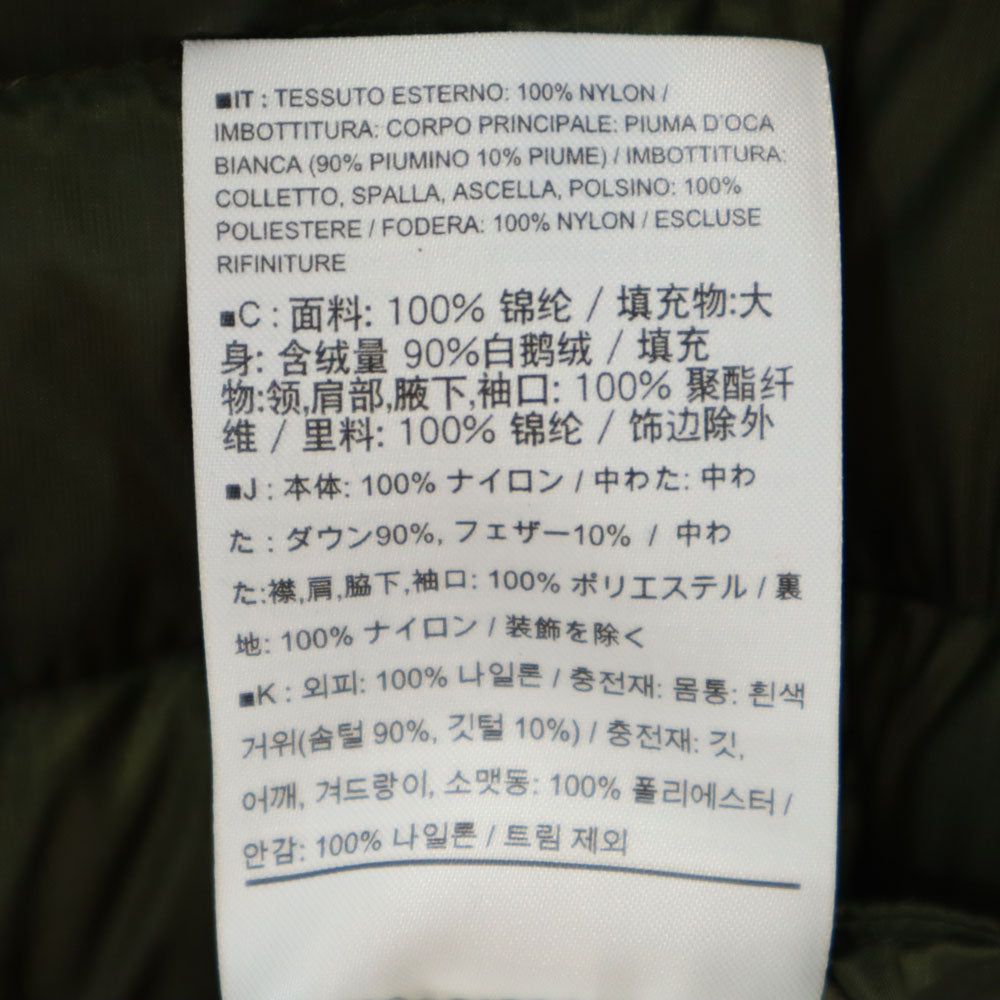 ■IT : TESSUTO ESTERNO: 100% NYLON /
IMBOTTITURA: CORPO PRINCIPALE: PIUMA D'OCA
BIANCA (90% PIUMINO 10% PIUME) / IMBOTTITURA:
COLLETTO, SPALLA, ASCELLA, POLSINO: 100%
POLIESTERE / FODERA: 100% NYLON / ESCLUSE
RIFINITURE
■C : 面料: 100% 锦纶 / 填充物:大
身: 含绒量 90%白鹅绒 / 填充
物:领,肩部,腋下,袖口: 100% 聚酯纤
维 / 里料: 100% 锦纶 / 饰边除外
■J : 本体: 100% ナイロン / 中わた: 中わ
た : ダウン90%, フェザー10% / 中わ
た:襟,肩,脇下,袖口: 100% ポリエステル / 裏
地: 100% ナイロン / 装飾を除く
■K : 외피: 100% 나일론 / 충전재: 몸통: 흰색
거위(솜털 90%, 깃털 10%) / 충전재: 깃,
어깨, 겨드랑이, 소맷동: 100% 폴리에스터 /
안감: 100% 나일론 / 트림 제외